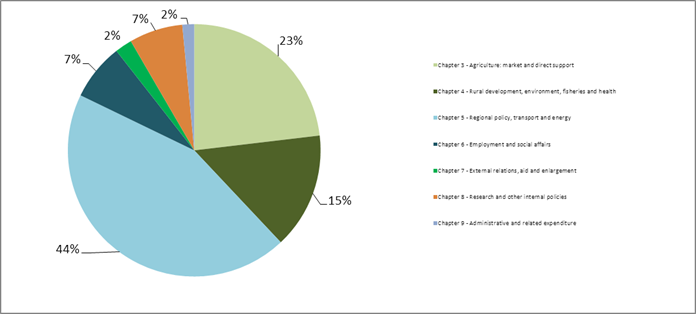 2%
7%
2%
23%
7%
15%
44%
Chapter 3 - Agriculture: market and direct support
Chapter 4 - Rural development, environment, fisheries and health
Chapter 5 - Regional policy, transport and energy
Chapter 6 - Employment and social affairs
Chapter 7 - External relations, aid and enlargement
Chapter 8 - Research and other internal policies
Chapter 9 - Administrative and related expenditure